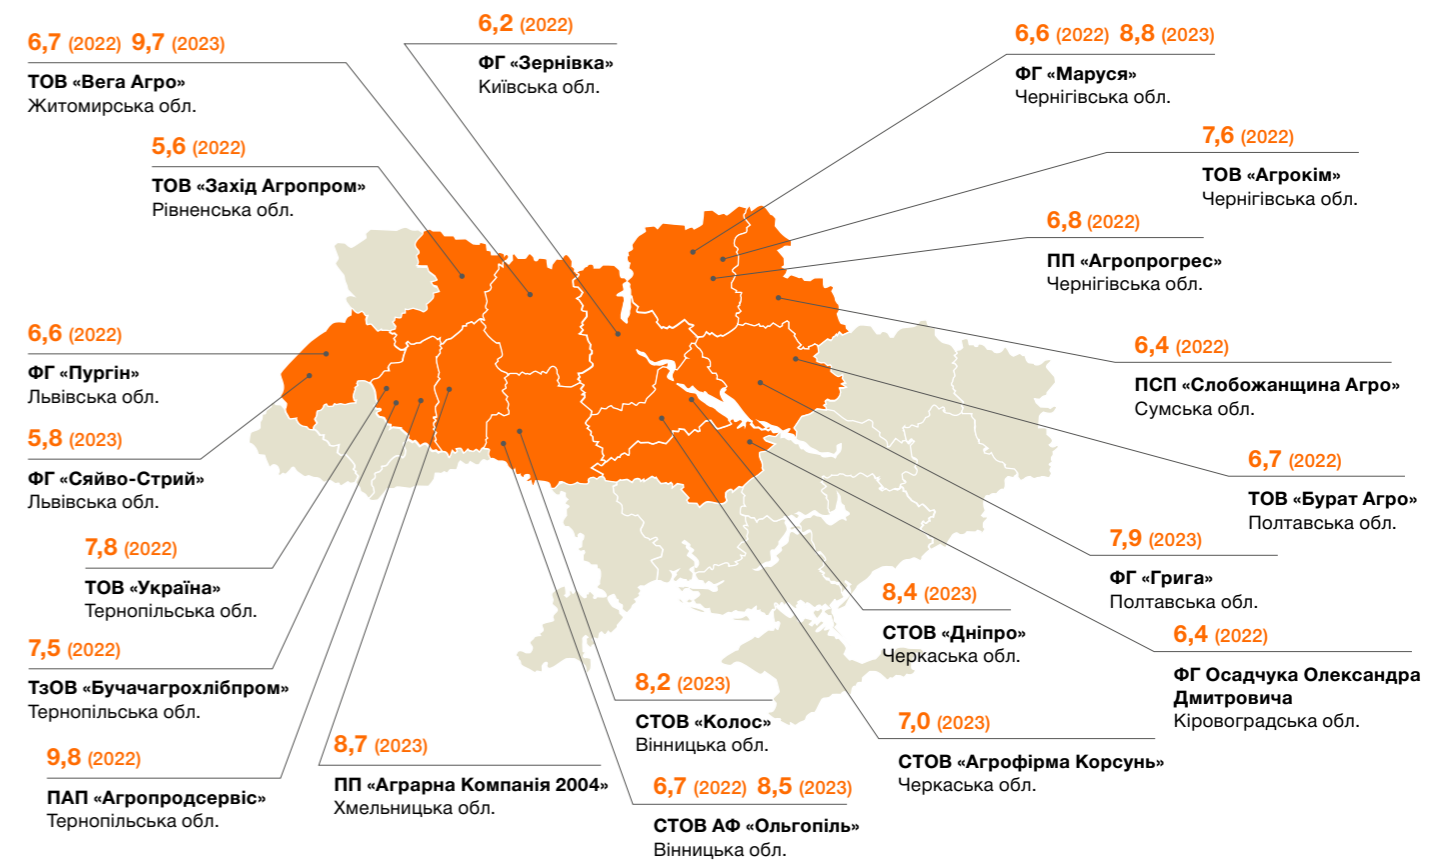 6,7 (2022) 9,7 (2023)
ТОВ «Вега Агро»
Житомирська обл.
6,2 (2022)
ФГ «Зернівка»
Київська обл.
6,6 (2022) 8,8 (2023)
ФГ «Маруся»
Чернігівська обл.
5,6 (2022)
ТОВ «Захід Агропром»
Рівненська обл.
7,6 (2022)
ТОВ «Агрокім»
Чернігівська обл.
6,8 (2022)
ПП «Агропрогрес»
Чернігівська обл.
6,6 (2022)
ФГ «Пургін»
Львівська обл.
6,4 (2022)
ПСП «Слобожанщина Агро»
Сумська обл.
5,8 (2023)
ФГ «Сяйво-Стрий»
Львівська обл.
6,7 (2022)
ТОВ «Бурат Агро»
Полтавська обл.
7,8 (2022)
ТОВ «Україна»
Тернопільська обл.
7,9 (2023)
ФГ «Грига»
Полтавська обл.
8,4 (2023)
СТОВ «Дніпро»
Черкаська обл.
7,5 (2022)
ТзОВ «Бучачагрохлібпром»
Тернопільська обл.
6,4 (2022)
ФГ Осадчука Олександра
Дмитровича
Кіровоградська обл.
8,2 (2023)
СТОВ «Колос»
Вінницька обл.
7,0 (2023)
СТОВ «Агрофірма Корсунь»
Черкаська обл.
9,8 (2022)
ПАП «Агропродсервіс»
Тернопільська обл.
8,7 (2023)
ПП «Аграрна Компанія 2004»
Хмельницька обл.
6,7 (2022) 8,5 (2023)
СТОВ АФ «Ольгопіль»
Вінницька обл.